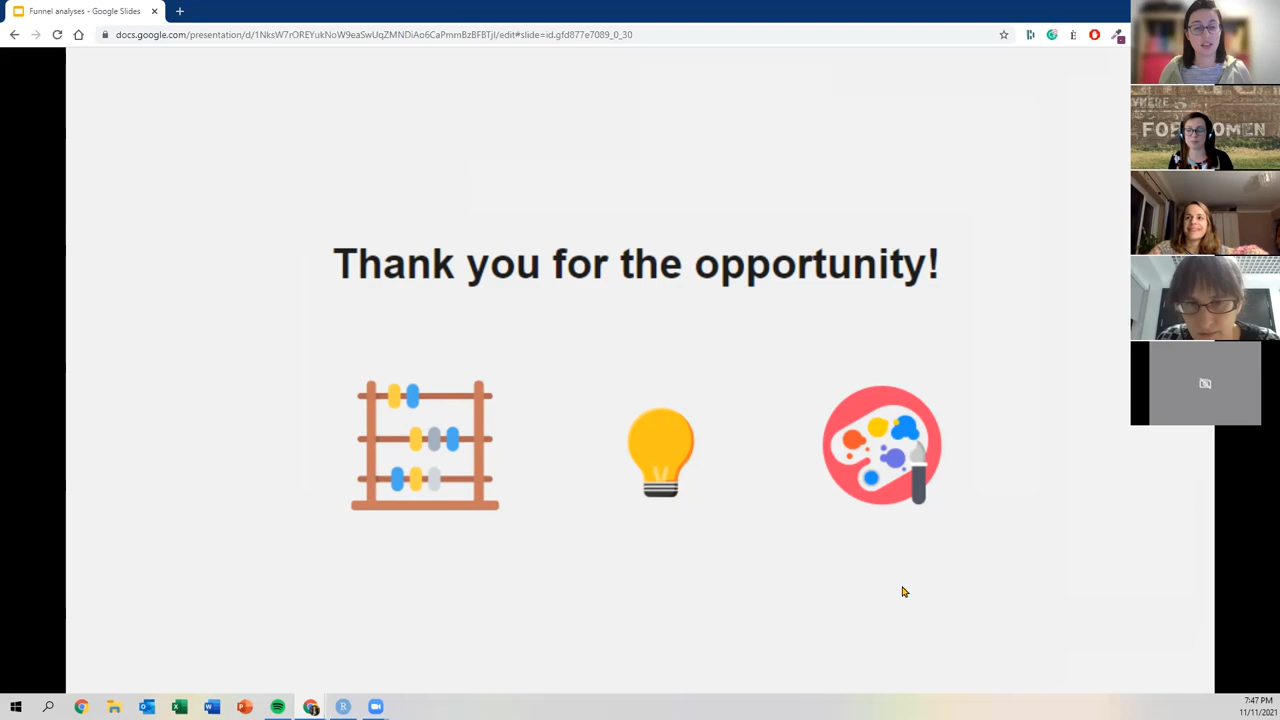 Funnel analyses - Google Slides
docs.google.com/presentation/d/1NksW7rOREYukNoW9eaSwUqZMNDiAo6CaPmmBzBFBTjI/edit#slide=id.gfd877e7089_0_30
Thank you for the opportunity!
FOR WOMEN
7:47 PM
11/11/2021